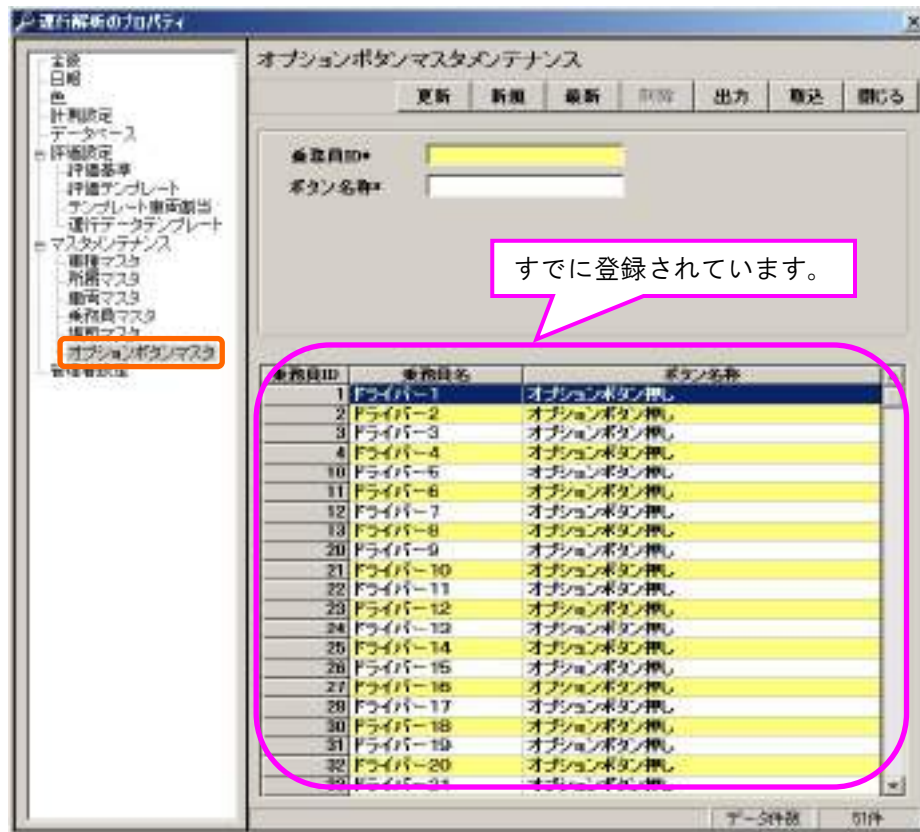 運行解析のプロパティ
全般
日報
色
計測設定
データベース
評価設定
評価基準
評価テンプレート
テンプレート車両割当
運行データテンプレート
マスタメンテナンス
車種マスタ
所属マスタ
車両マスタ
乗務員マスタ
場所マスタ
オプションボタンマスタ
管理者設定
オプションボタンマスタメンテナンス
更新 新規 最新 削除 出力 取込 閉じる
乗務員ID*
ボタン名称*
すでに登録されています。
乗務員ID 乗務員名 ボタン名称
1 ドライバー1 オプションボタン押し
2 ドライバー2 オプションボタン押し
3 ドライバー3 オプションボタン押し
4 ドライバー4 オプションボタン押し
10 ドライバー5 オプションボタン押し
11 ドライバー6 オプションボタン押し
12 ドライバー7 オプションボタン押し
13 ドライバー8 オプションボタン押し
20 ドライバー9 オプションボタン押し
21 ドライバー10 オプションボタン押し
22 ドライバー11 オプションボタン押し
23 ドライバー12 オプションボタン押し
24 ドライバー13 オプションボタン押し
25 ドライバー14 オプションボタン押し
26 ドライバー15 オプションボタン押し
27 ドライバー16 オプションボタン押し
28 ドライバー17 オプションボタン押し
30 ドライバー18 オプションボタン押し
31 ドライバー19 オプションボタン押し
32 ドライバー20 オプションボタン押し
33 ドライバー21 オプションボタン押し
データ件数 51件